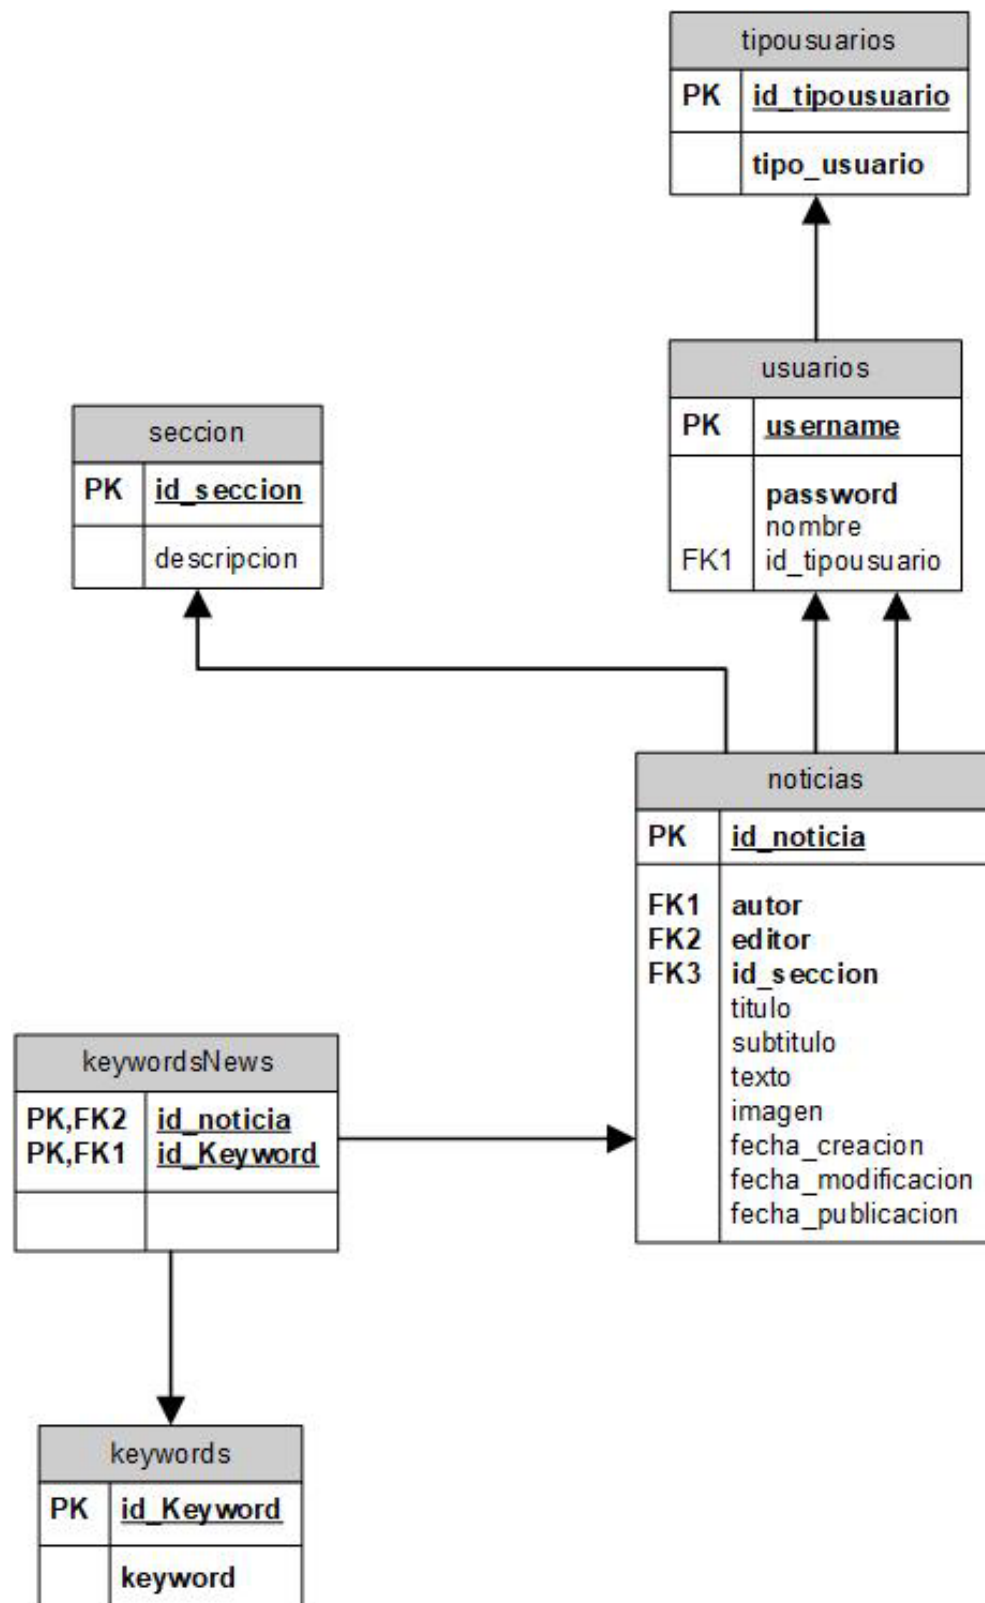 tipousuarios
PK id_tipousuario
tipo_usuario
usuarios
PK username
password
nombre
FK1 id_tipousuario
seccion
PK id_seccion
descripcion
noticias
PK id_noticia
FK1 autor
FK2 editor
FK3 id_seccion
titulo
subtitulo
texto
imagen
fecha_creacion
fecha_modificacion
fecha_publicacion
keywordsNews
PK,FK2 id_noticia
PK,FK1 id_Keyword
keywords
PK id_Keyword
keyword